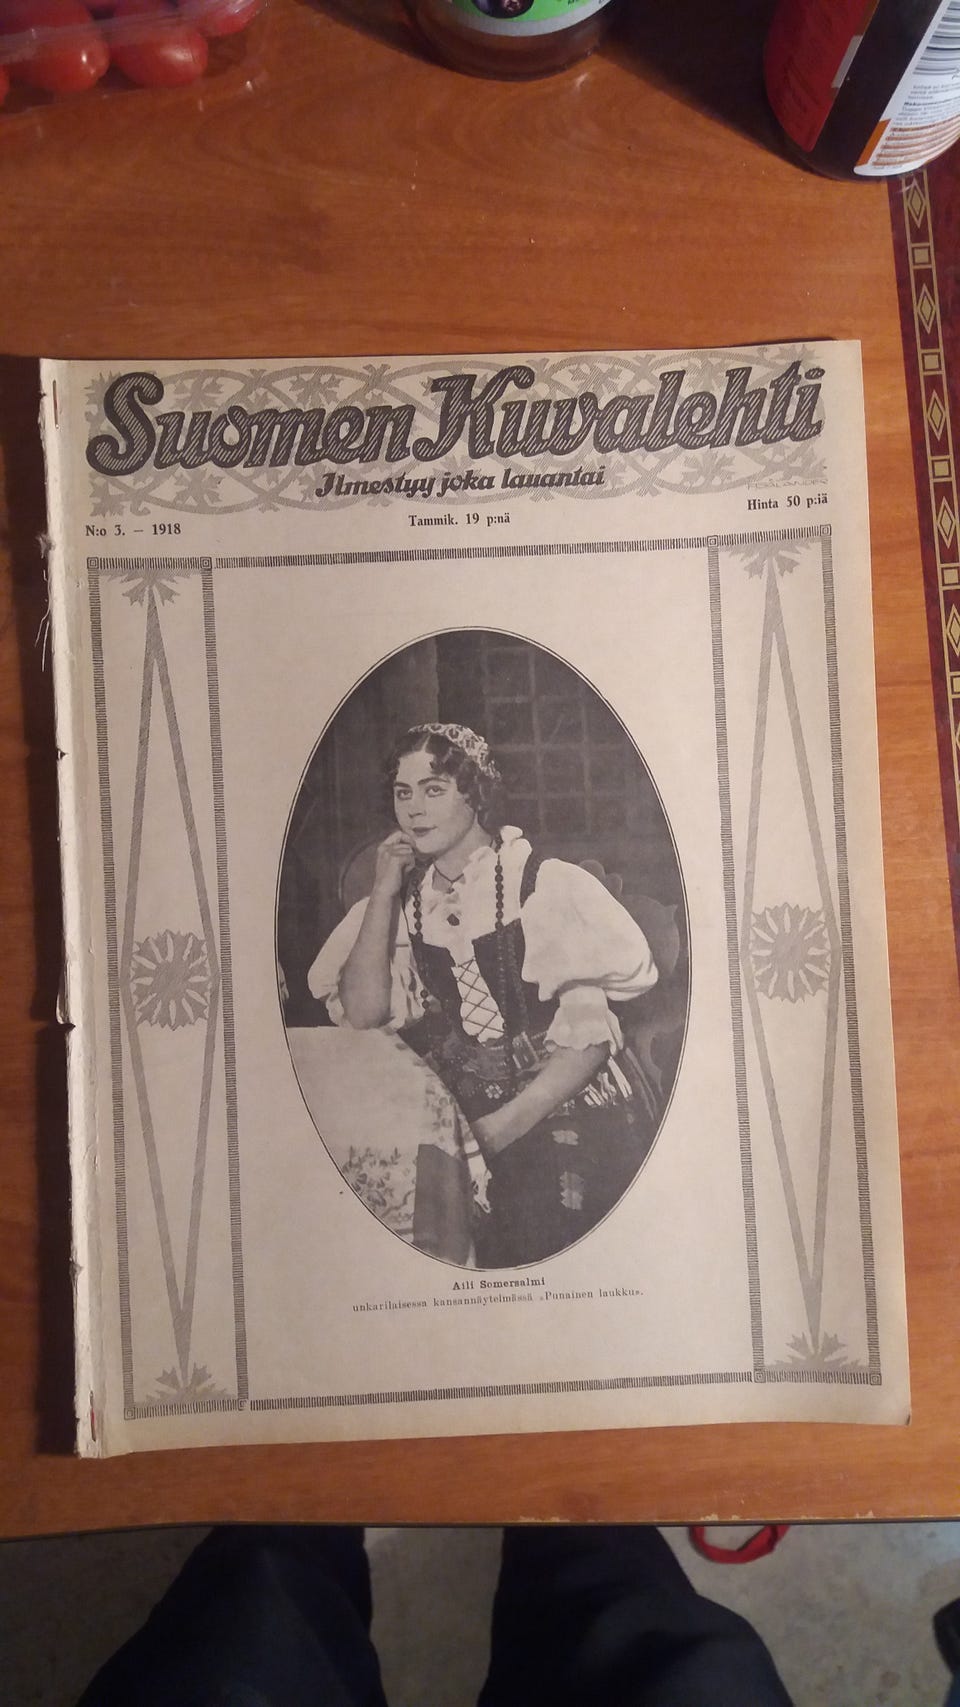 Suomen Kuvalehti
Ilmestyy joka lauantai
N:o 3. — 1918
Tammik. 19 p:nä
Hinta 50 p:iä
Aili Somersalmi
unkarilaisessa kansannäytelmässä »Punainen laukku».